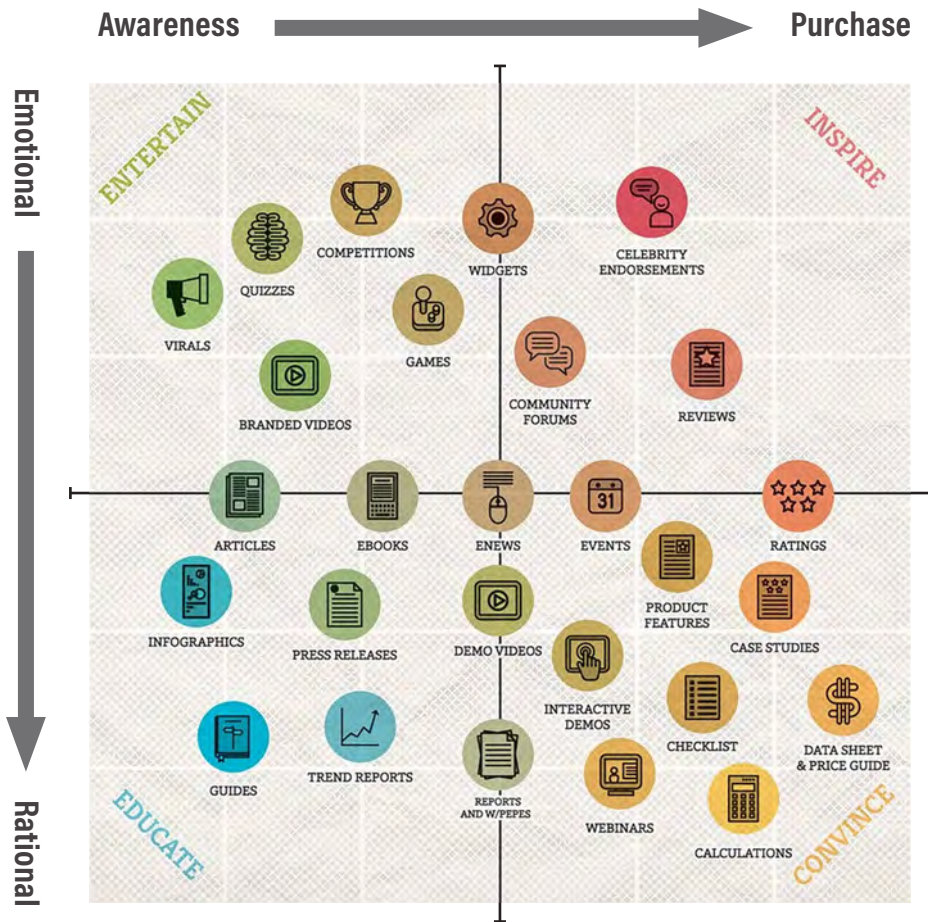 Awareness
Purchase
Emotional
Rational
ENTERTAIN
INSPIRE
COMPETITIONS
WIDGETS
CELEBRITY
ENDORSEMENTS
QUIZZES
VIRALS
GAMES
COMMUNITY
FORUMS
REVIEWS
BRANDED VIDEOS
31
ARTICLES
EBOOKS
ENEWS
EVENTS
RATINGS
PRODUCT
FEATURES
INFOGRAPHICS
PRESS RELEASES
DEMO VIDEOS
CASE STUDIES
INTERACTIVE
DEMOS
CHECKLIST
DATA SHEET
& PRICE GUIDE
GUIDES
TREND REPORTS
REPORTS
AND W/PEPES
WEBINARS
CALCULATIONS
EDUCATE
CONVINCE